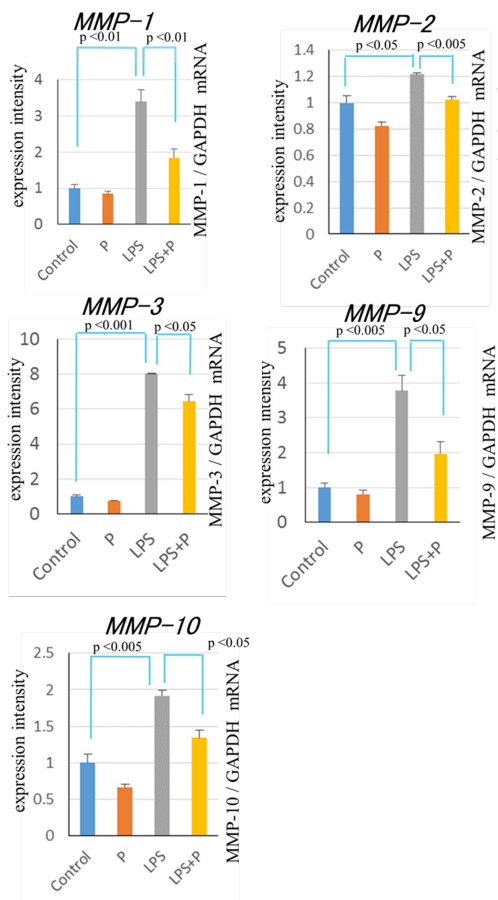 MMP-1
p <0.01 p <0.01
expression intensity
4
3
2
1
0
Control P LPS LPS+P
MMP-1 / GAPDH mRNA
MMP-2
p <0.05 p <0.005
1.4
1.2
1
0.8
0.6
0.4
0.2
0
Control P LPS LPS+P
MMP-2 / GAPDH mRNA
MMP-3
p <0.001 p <0.05
expression intensity
10
8
6
4
2
0
Control P LPS LPS+P
MMP-3 / GAPDH mRNA
MMP-9
p <0.005 p <0.05
expression intensity
5
4
3
2
1
0
Control P LPS LPS+P
MMP-9 / GAPDH mRNA
MMP-10
p <0.005 p <0.05
expression intensity
2.5
2
1.5
1
0.5
0
Control P LPS LPS+P
MMP-10 / GAPDH mRNA